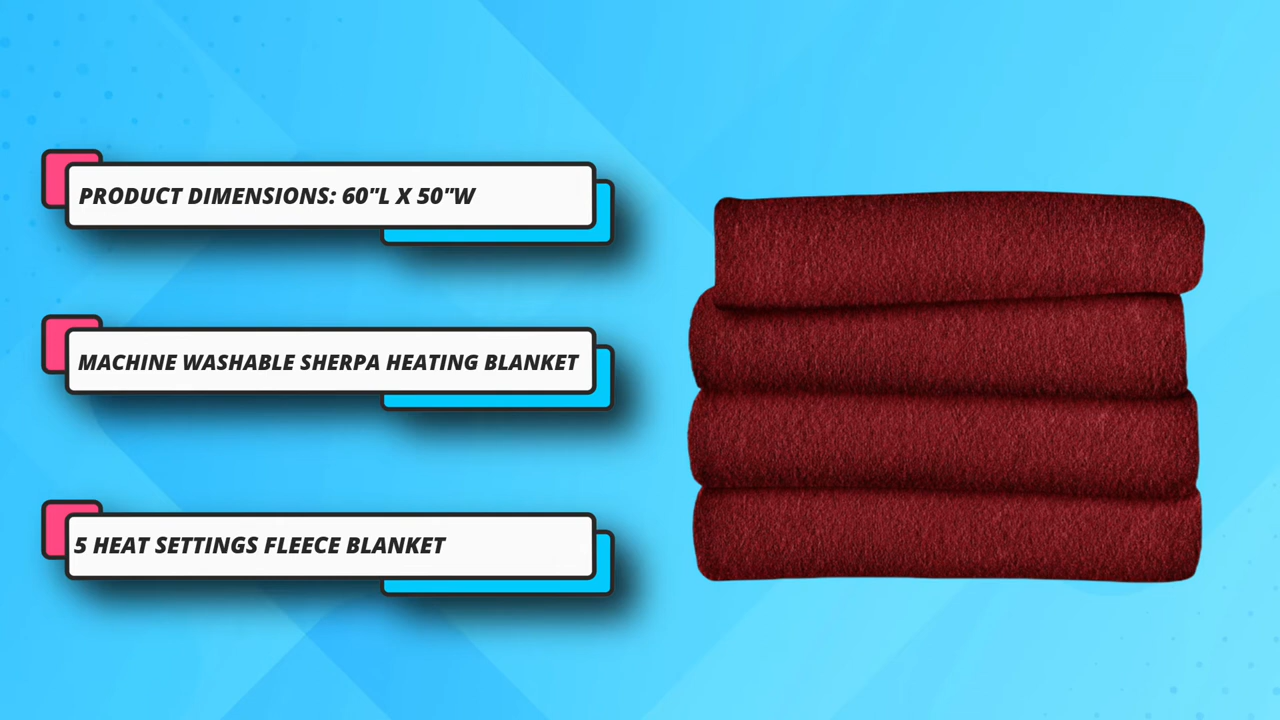 PRODUCT DIMENSIONS: 60"L X 50"W
MACHINE WASHABLE SHERPA HEATING BLANKET
5 HEAT SETTINGS FLEECE BLANKET